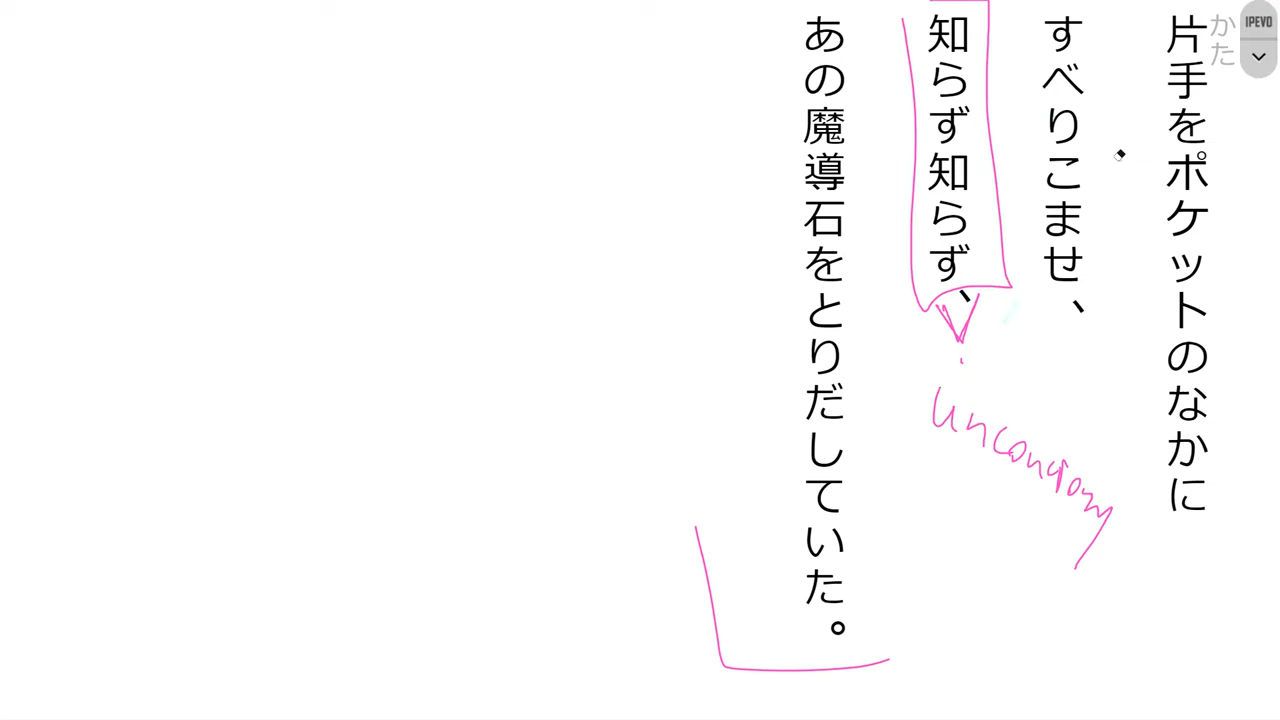 片手をポケットのなかに
かた
すべりこませ、
知らず知らず、
あの魔導石をとりだしていた。
IPEVO